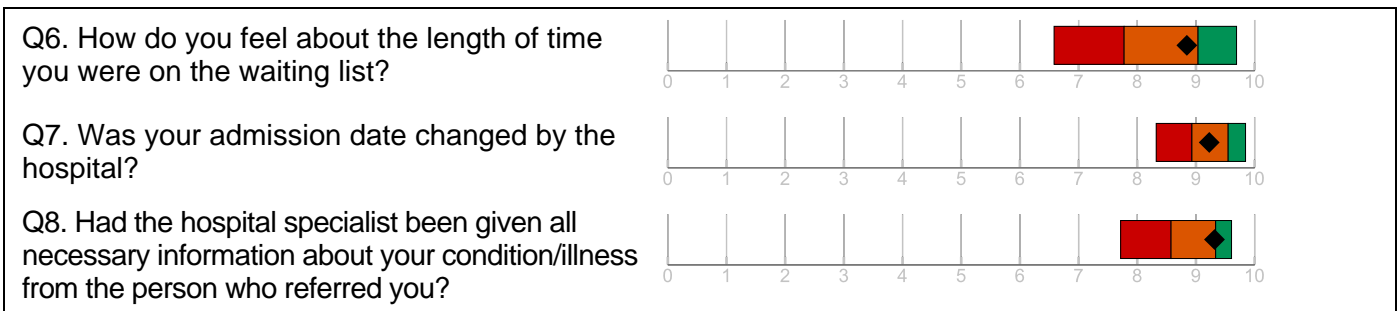 Q6. How do you feel about the length of time
you were on the waiting list?
0 1 2 3 4 5 6 7 8 9 10
Q7. Was your admission date changed by the
hospital?
0 1 2 3 4 5 6 7 8 9 10
Q8. Had the hospital specialist been given all
necessary information about your condition/illness
from the person who referred you?
0 1 2 3 4 5 6 7 8 9 10